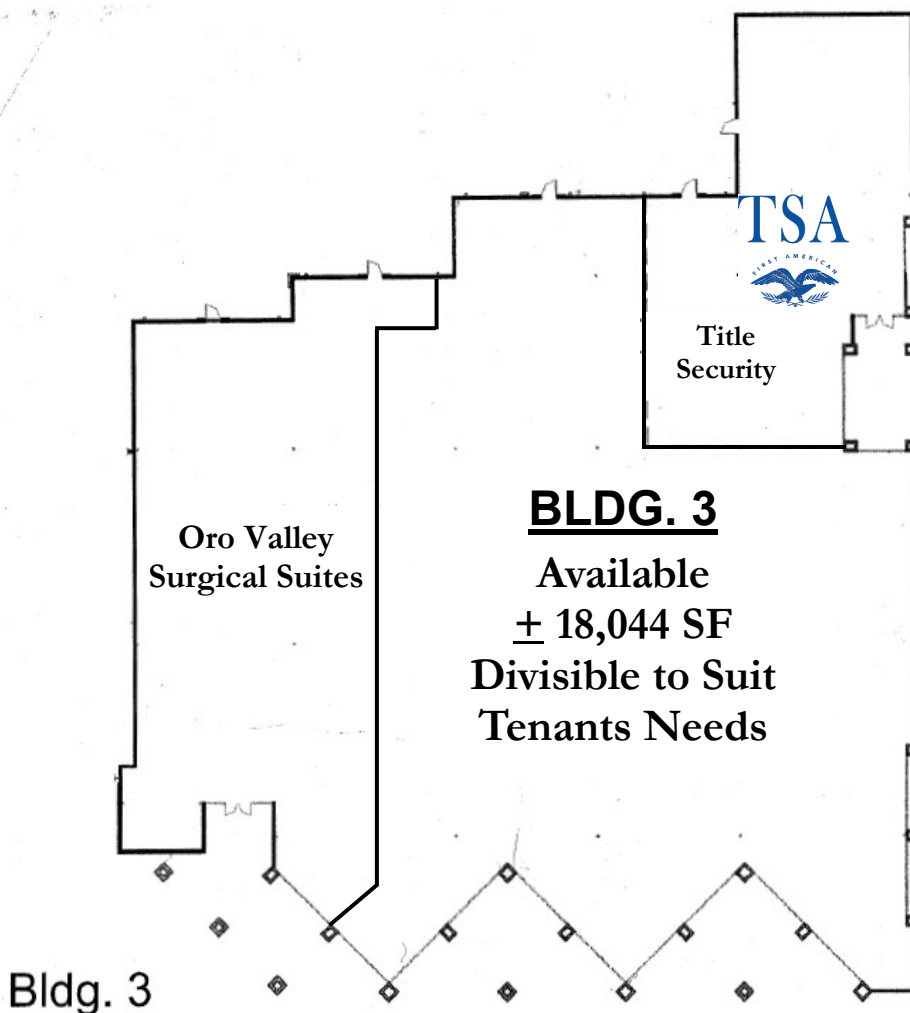 TSA
FIRST AMERICAN
Title
Security
Oro Valley
Surgical Suites
BLDG. 3
Available
± 18,044 SF
Divisible to Suit
Tenants Needs
Bldg. 3